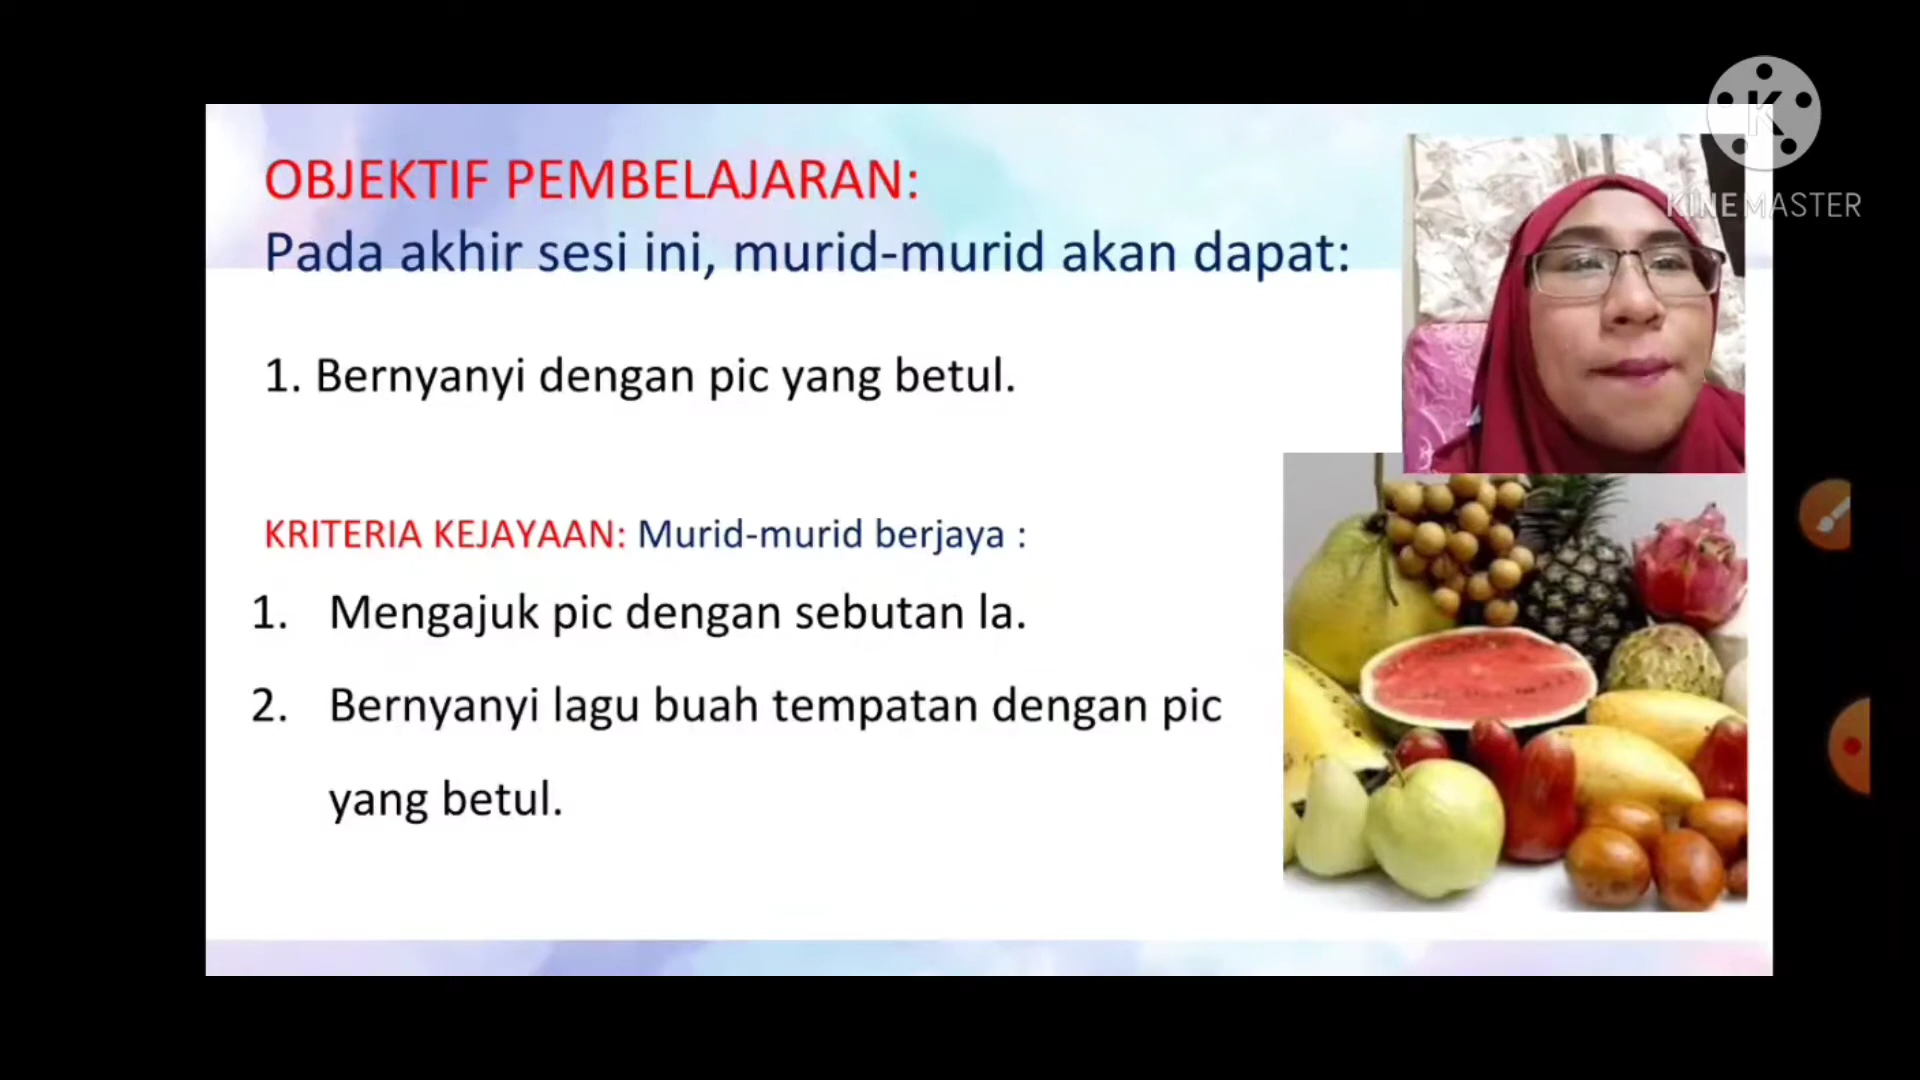 OBJEKTIF PEMBELAJARAN:
Pada akhir sesi ini, murid-murid akan dapat:
1. Bernyanyi dengan pic yang betul.
KRITERIA KEJAYAAN: Murid-murid berjaya :
1. Mengajuk pic dengan sebutan la.
2. Bernyanyi lagu buah tempatan dengan pic
yang betul.
K
KINEMASTER